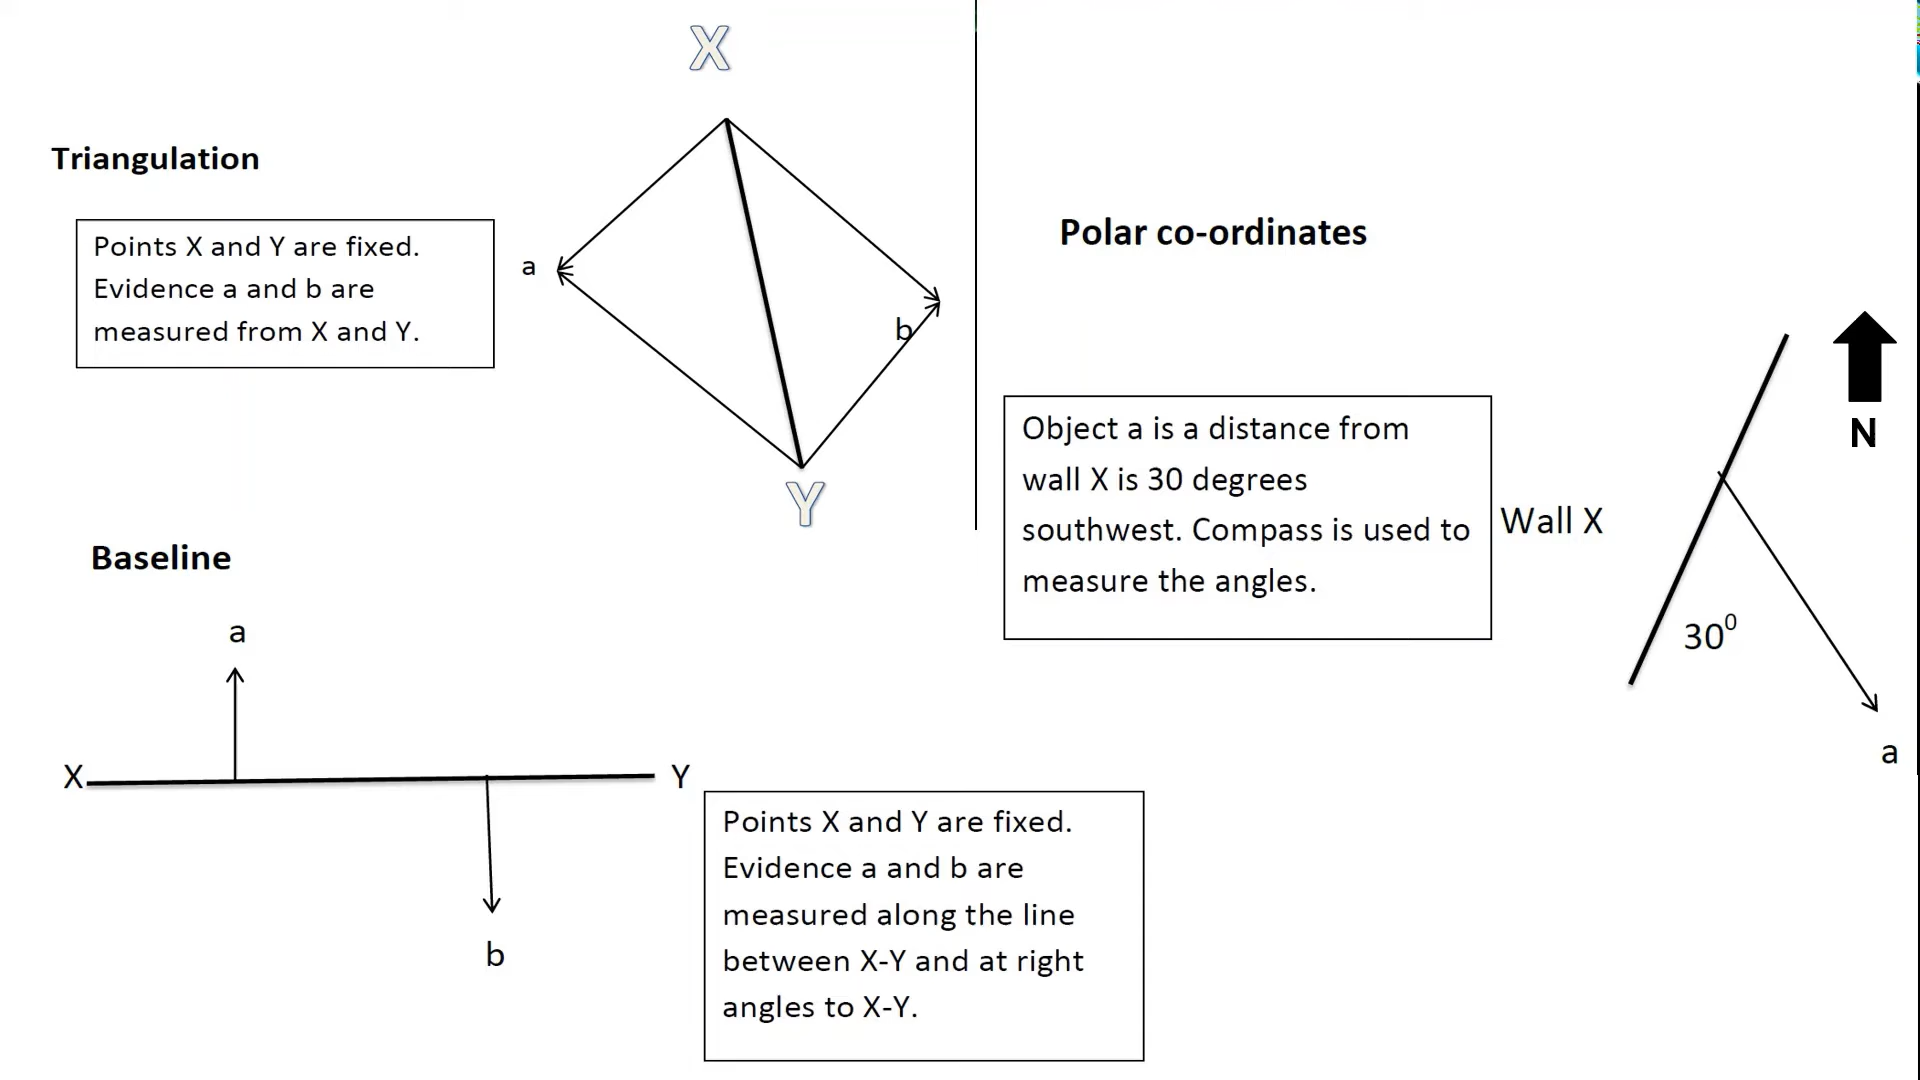 X
Triangulation
Points X and Y are fixed.
Evidence a and b are
measured from X and Y.
a
b
Y
Polar co-ordinates
N
Object a is a distance from
wall X is 30 degrees
southwest. Compass is used to
measure the angles.
Wall X
30⁰
a
Baseline
a
X
Y
b
Points X and Y are fixed.
Evidence a and b are
measured along the line
between X-Y and at right
angles to X-Y.